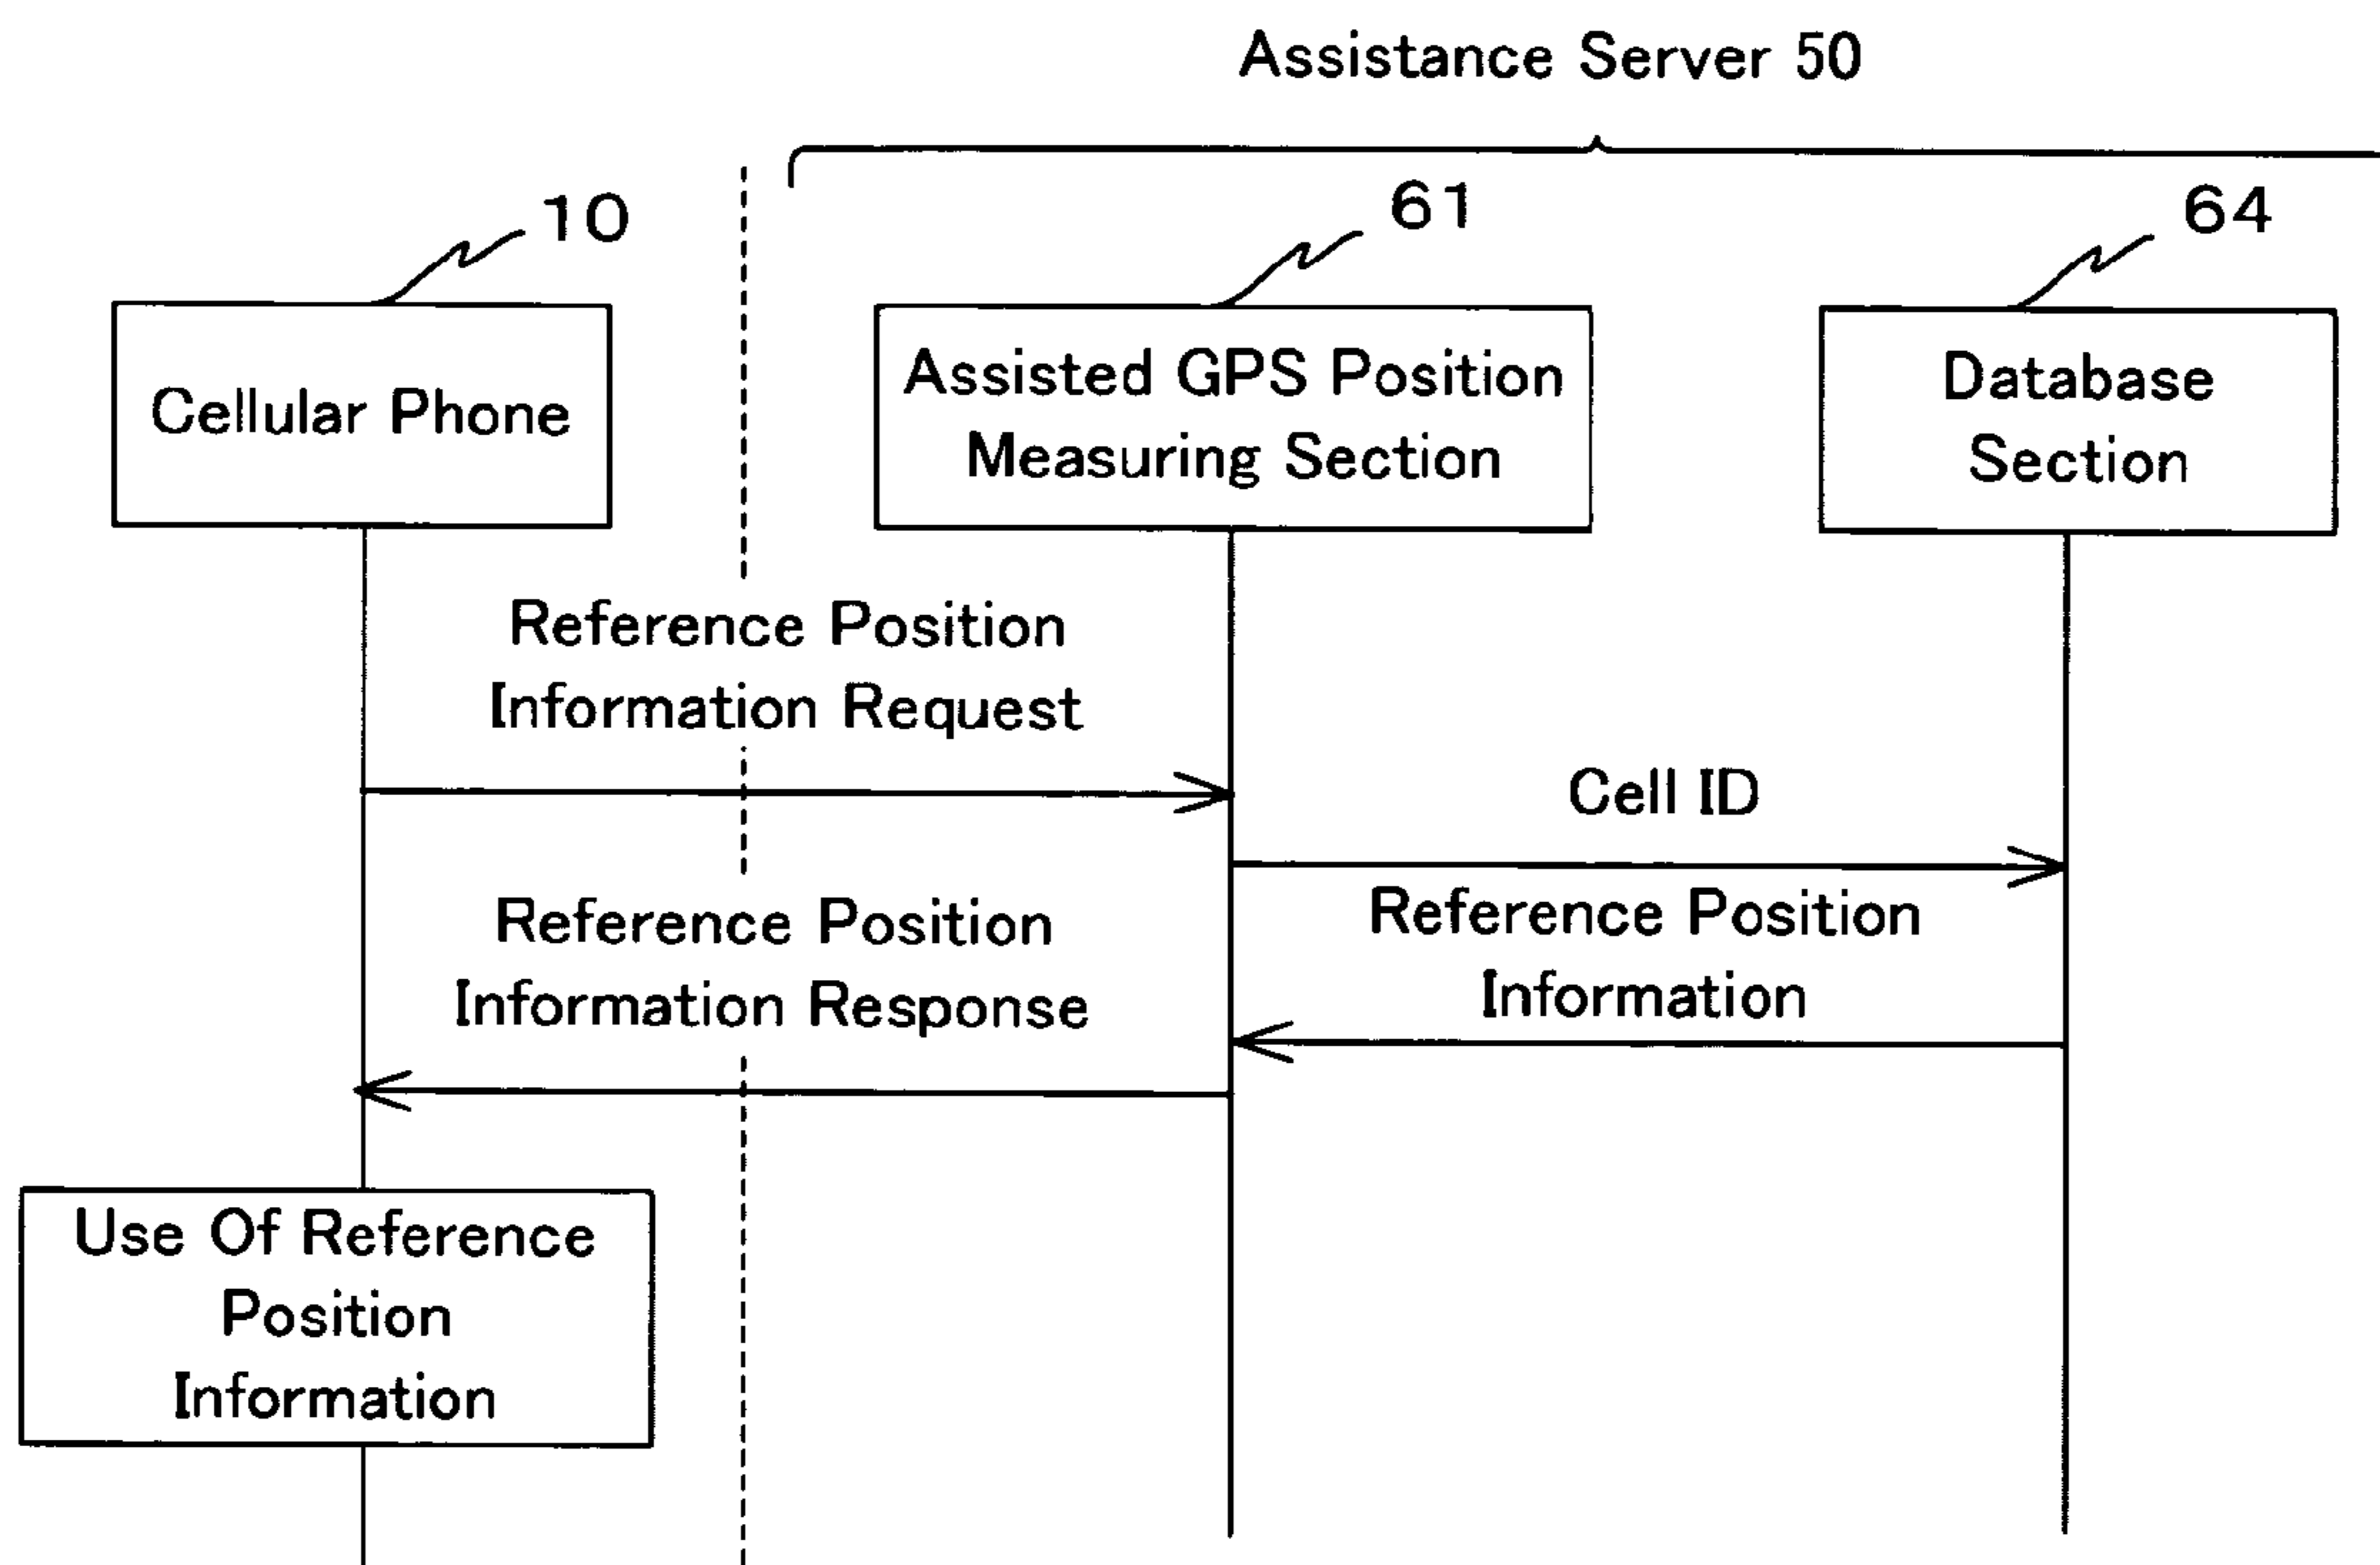 Assistance Server 50
10
61
64
Cellular Phone
Assisted GPS Position
Measuring Section
Database
Section
Reference Position
Information Request
Cell ID
Reference Position
Information
Reference Position
Information Response
Use Of Reference
Position
Information